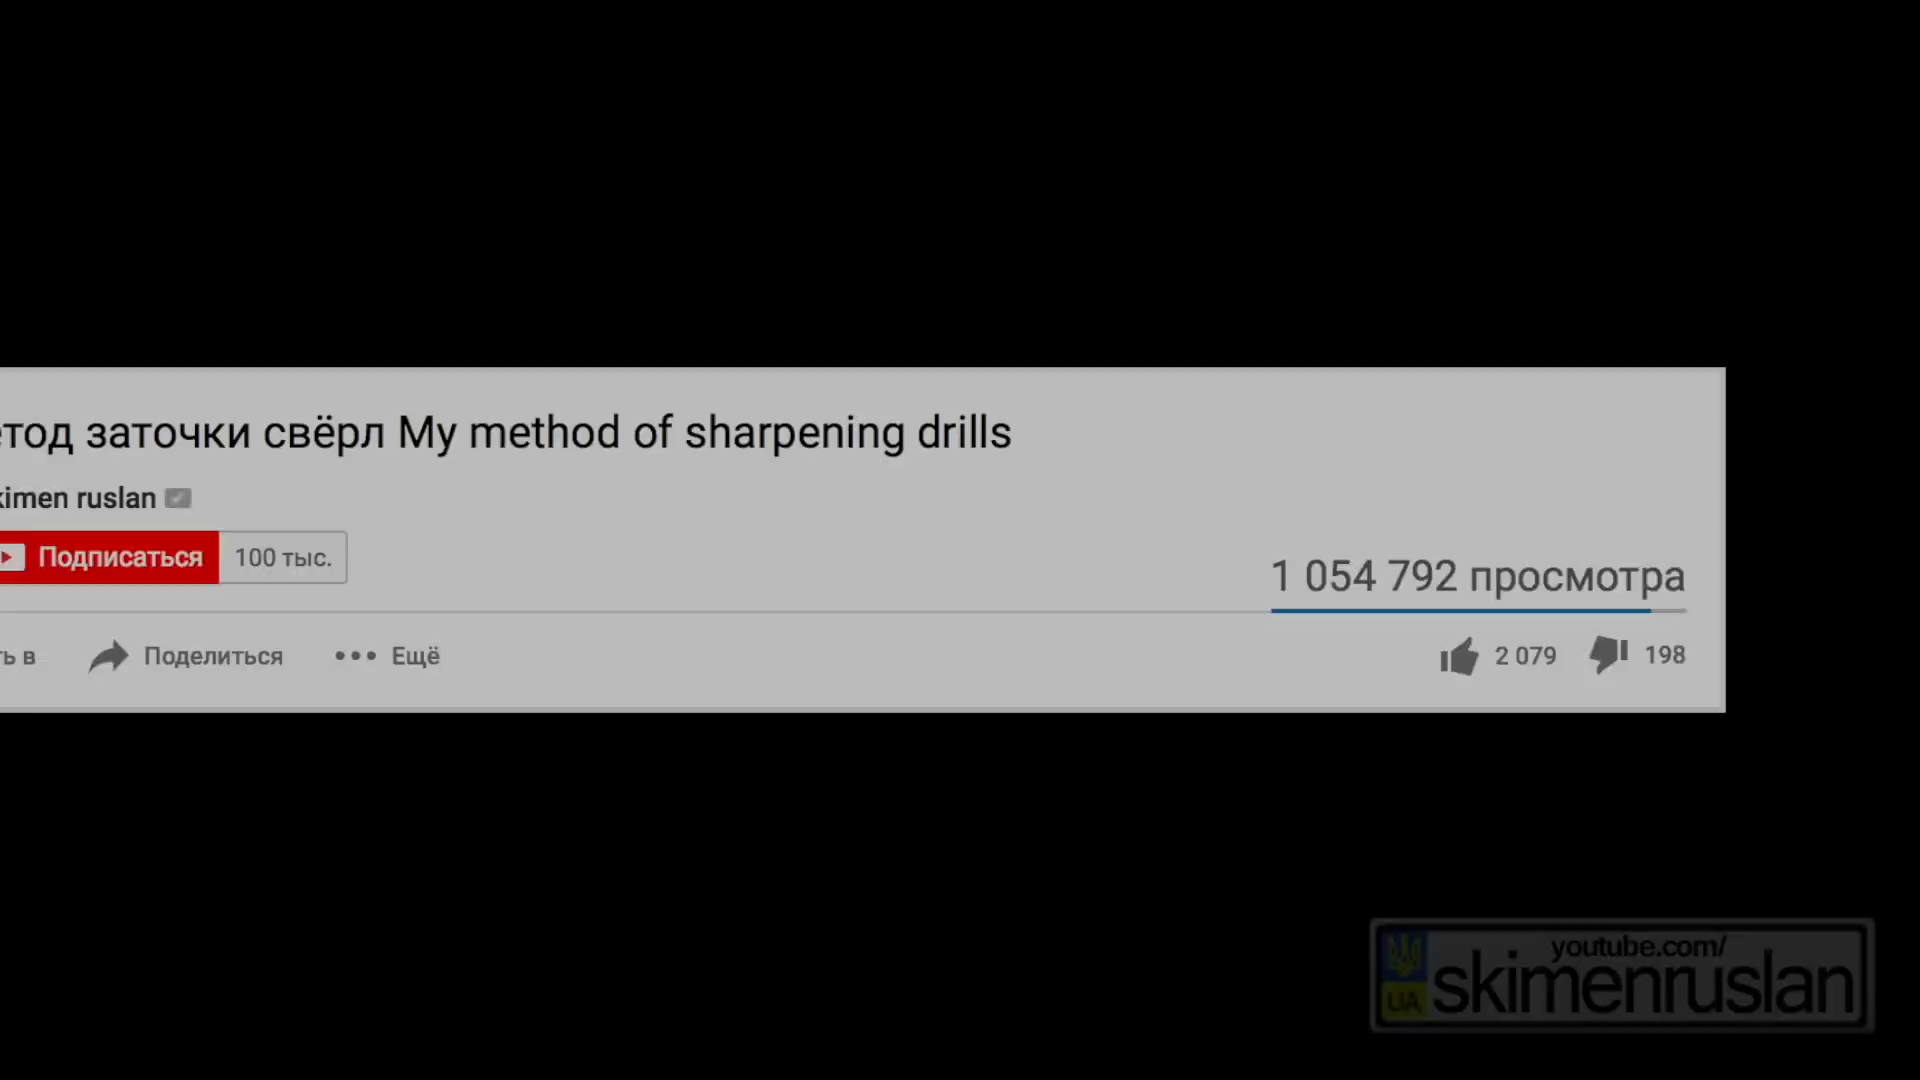 етод заточки свёрл My method of sharpening drills
kimen ruslan
Подписаться 100 тыс.
1 054 792 просмотра
ть в Поделиться ••• Ещё 2 079 198
youtube.com/
UA skimenruslan